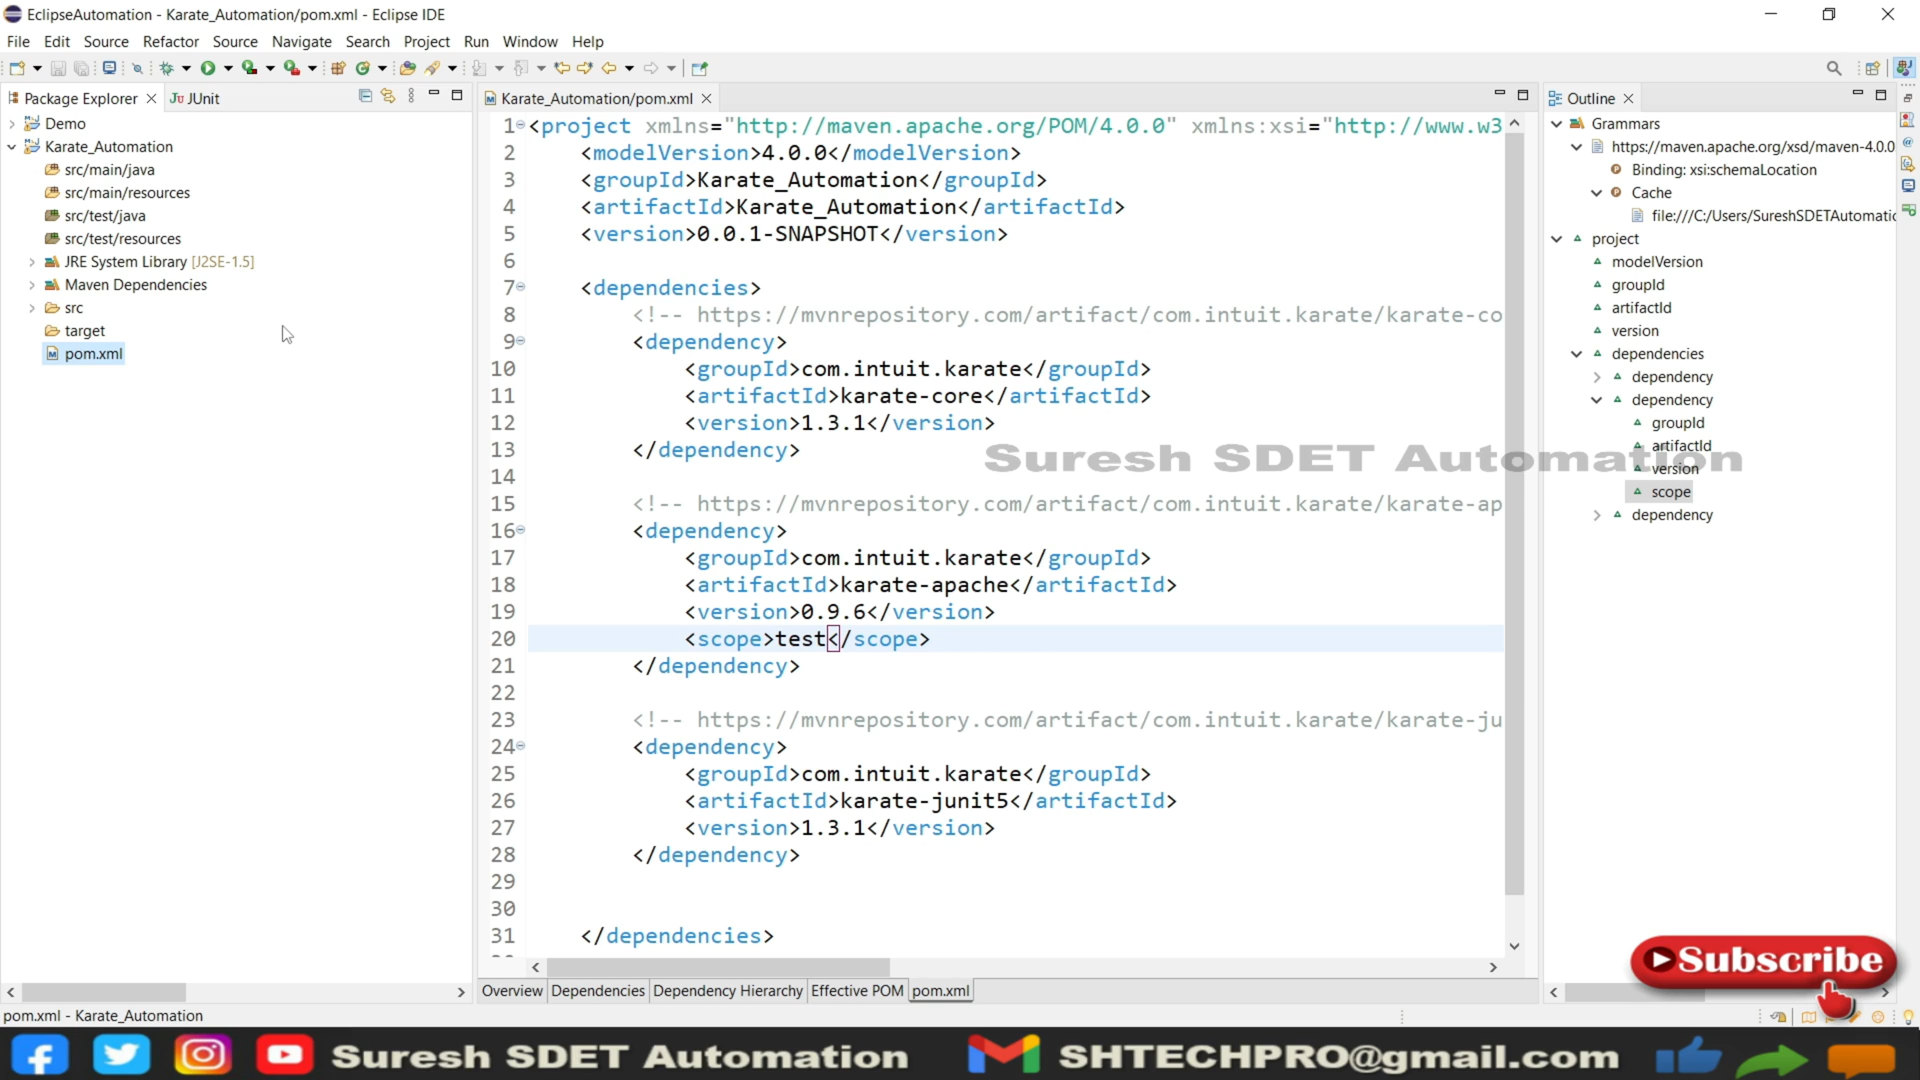 EclipseAutomation - Karate_Automation/pom.xml - Eclipse IDE
File Edit Source Refactor Source Navigate Search Project Run Window Help
Package Explorer
JUnit
Demo
Karate_Automation
src/main/java
src/main/resources
src/test/java
src/test/resources
JRE System Library [J2SE-1.5]
Maven Dependencies
src
target
pom.xml
Karate_Automation/pom.xml
1 <project xmlns="http://maven.apache.org/POM/4.0.0" xmlns:xsi="http://www.w3
2 <modelVersion>4.0.0</modelVersion>
3 <groupId>Karate_Automation</groupId>
4 <artifactId>Karate_Automation</artifactId>
5 <version>0.0.1-SNAPSHOT</version>
6
7 <dependencies>
8 <!-- https://mvnrepository.com/artifact/com.intuit.karate/karate-co
9 <dependency>
10 <groupId>com.intuit.karate</groupId>
11 <artifactId>karate-core</artifactId>
12 <version>1.3.1</version>
13 </dependency>
14
15 <!-- https://mvnrepository.com/artifact/com.intuit.karate/karate-ap
16 <dependency>
17 <groupId>com.intuit.karate</groupId>
18 <artifactId>karate-apache</artifactId>
19 <version>0.9.6</version>
20 <scope>test</scope>
21 </dependency>
22
23 <!-- https://mvnrepository.com/artifact/com.intuit.karate/karate-ju
24 <dependency>
25 <groupId>com.intuit.karate</groupId>
26 <artifactId>karate-junit5</artifactId>
27 <version>1.3.1</version>
28 </dependency>
29
30
31 </dependencies>
Overview Dependencies Dependency Hierarchy Effective POM pom.xml
Outline
Grammars
https://maven.apache.org/xsd/maven-4.0.0
Binding: xsi:schemaLocation
Cache
file:///C:/Users/SureshSDETAutomatic
project
modelVersion
groupId
artifactId
version
dependencies
dependency
dependency
groupId
artifactId
version
scope
dependency
Suresh SDET Automation
Subscribe
pom.xml - Karate_Automation
Suresh SDET Automation SHTECHPRO@gmail.com